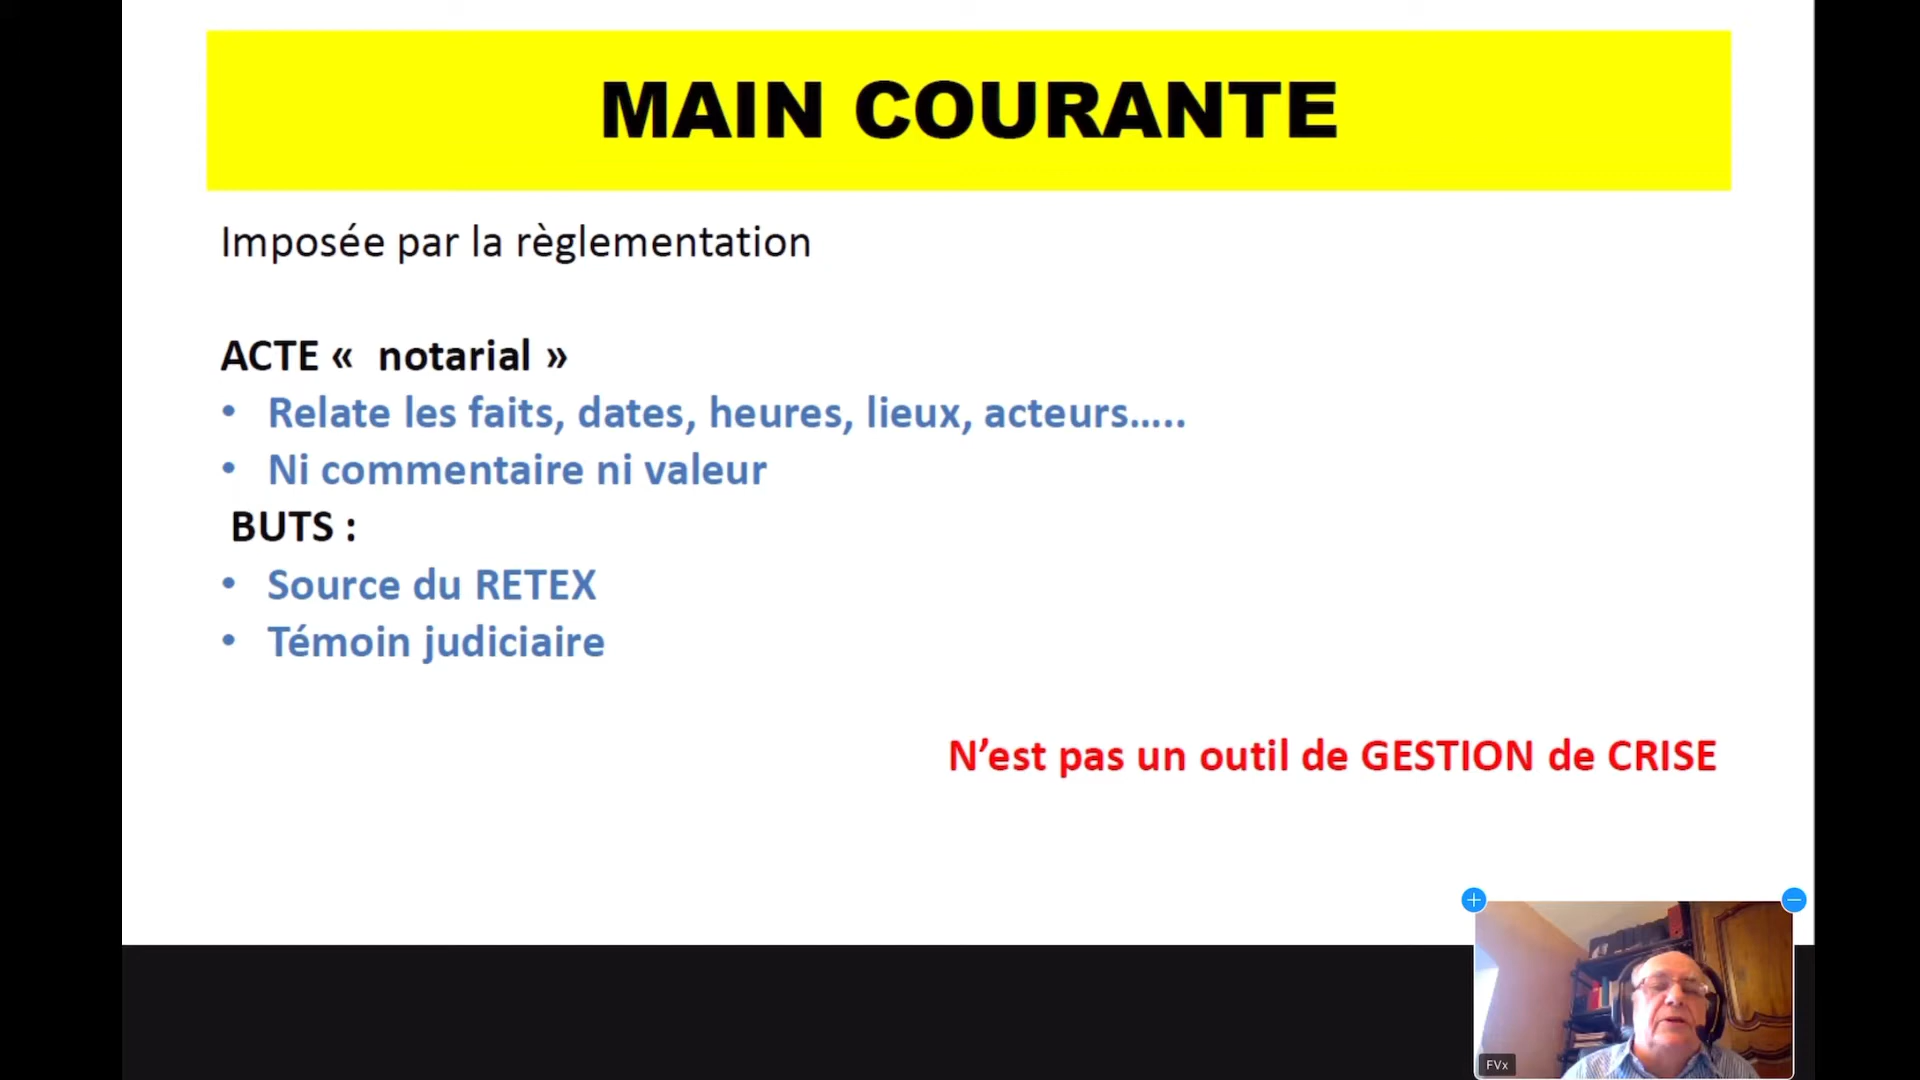 MAIN COURANTE
Imposée par la règlementation
ACTE «  notarial »
• Relate les faits, dates, heures, lieux, acteurs.....
• Ni commentaire ni valeur
BUTS :
• Source du RETEX
• Témoin judiciaire
N’est pas un outil de GESTION de CRISE
FVx